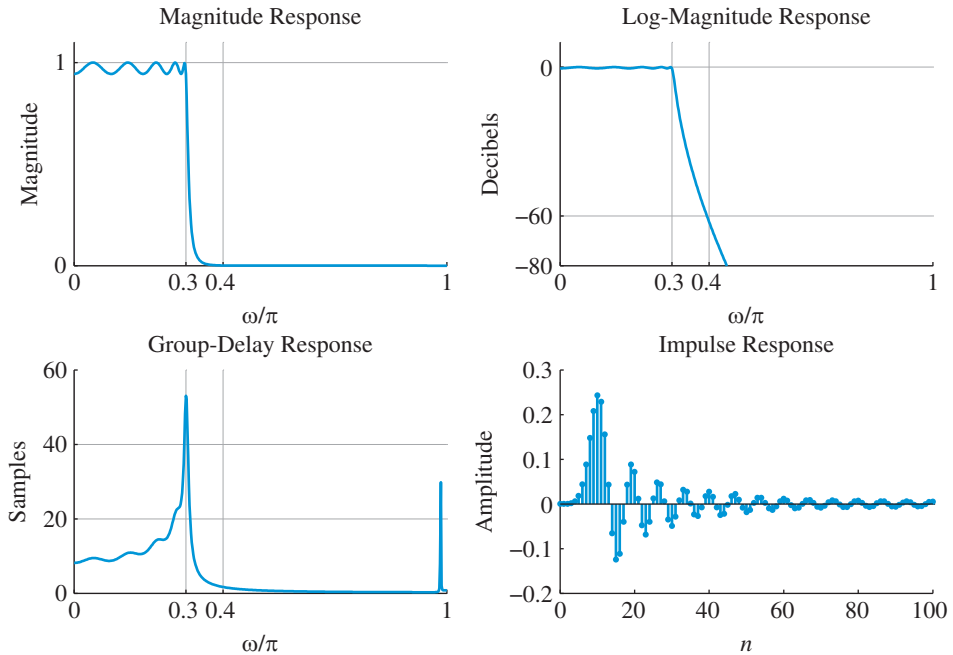 Magnitude Response
Magnitude
1
0
0 0.3 0.4 1
ω/π
Log-Magnitude Response
Decibels
0
−60
−80
0 0.3 0.4 1
ω/π
Group-Delay Response
Samples
60
40
20
0
0 0.3 0.4 1
ω/π
Impulse Response
Amplitude
0.3
0.2
0.1
0
−0.1
−0.2
0 20 40 60 80 100
n